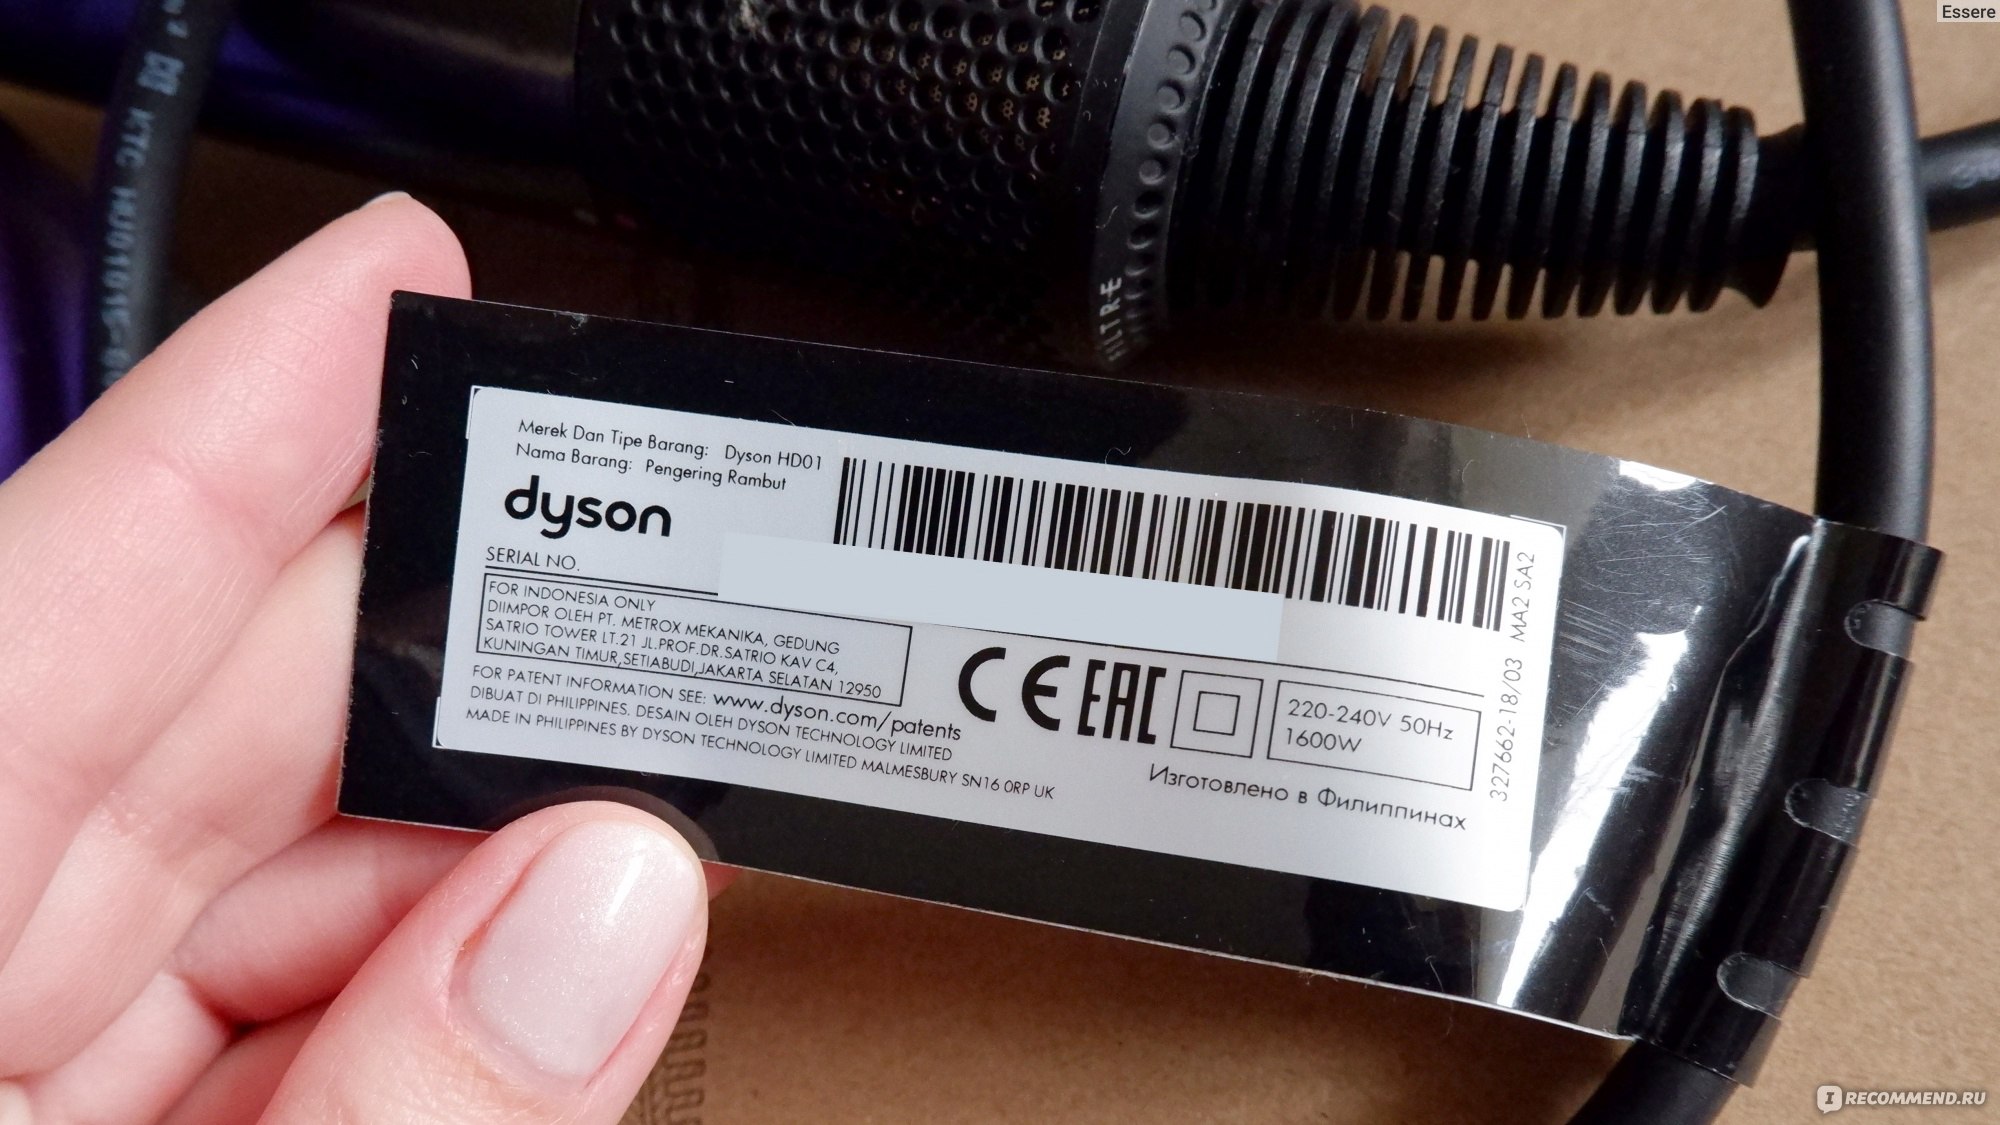 Essere
KTC
FILTRE
Merek Dan Tipe Barang: Dyson HD01
Nama Barang: Pengering Rambut
dyson
SERIAL NO.
FOR INDONESIA ONLY
DIIMPOR OLEH PT. METROX MEKANIKA, GEDUNG
SATRIO TOWER LT.21 JL.PROF.DR.SATRIO KAV C4,
KUNINGAN TIMUR,SETIABUDI,JAKARTA SELATAN 12950
FOR PATENT INFORMATION SEE: www.dyson.com/patents
DIBUAT DI PHILIPPINES. DESAIN OLEH DYSON TECHNOLOGY LIMITED
MADE IN PHILIPPINES BY DYSON TECHNOLOGY LIMITED MALMESBURY SN16 0RP UK
CE EAC
220-240V 50Hz
1600W
Изготовлено в Филиппинах
327662-18/03 MA2 SA2
IRECOMMEND.RU